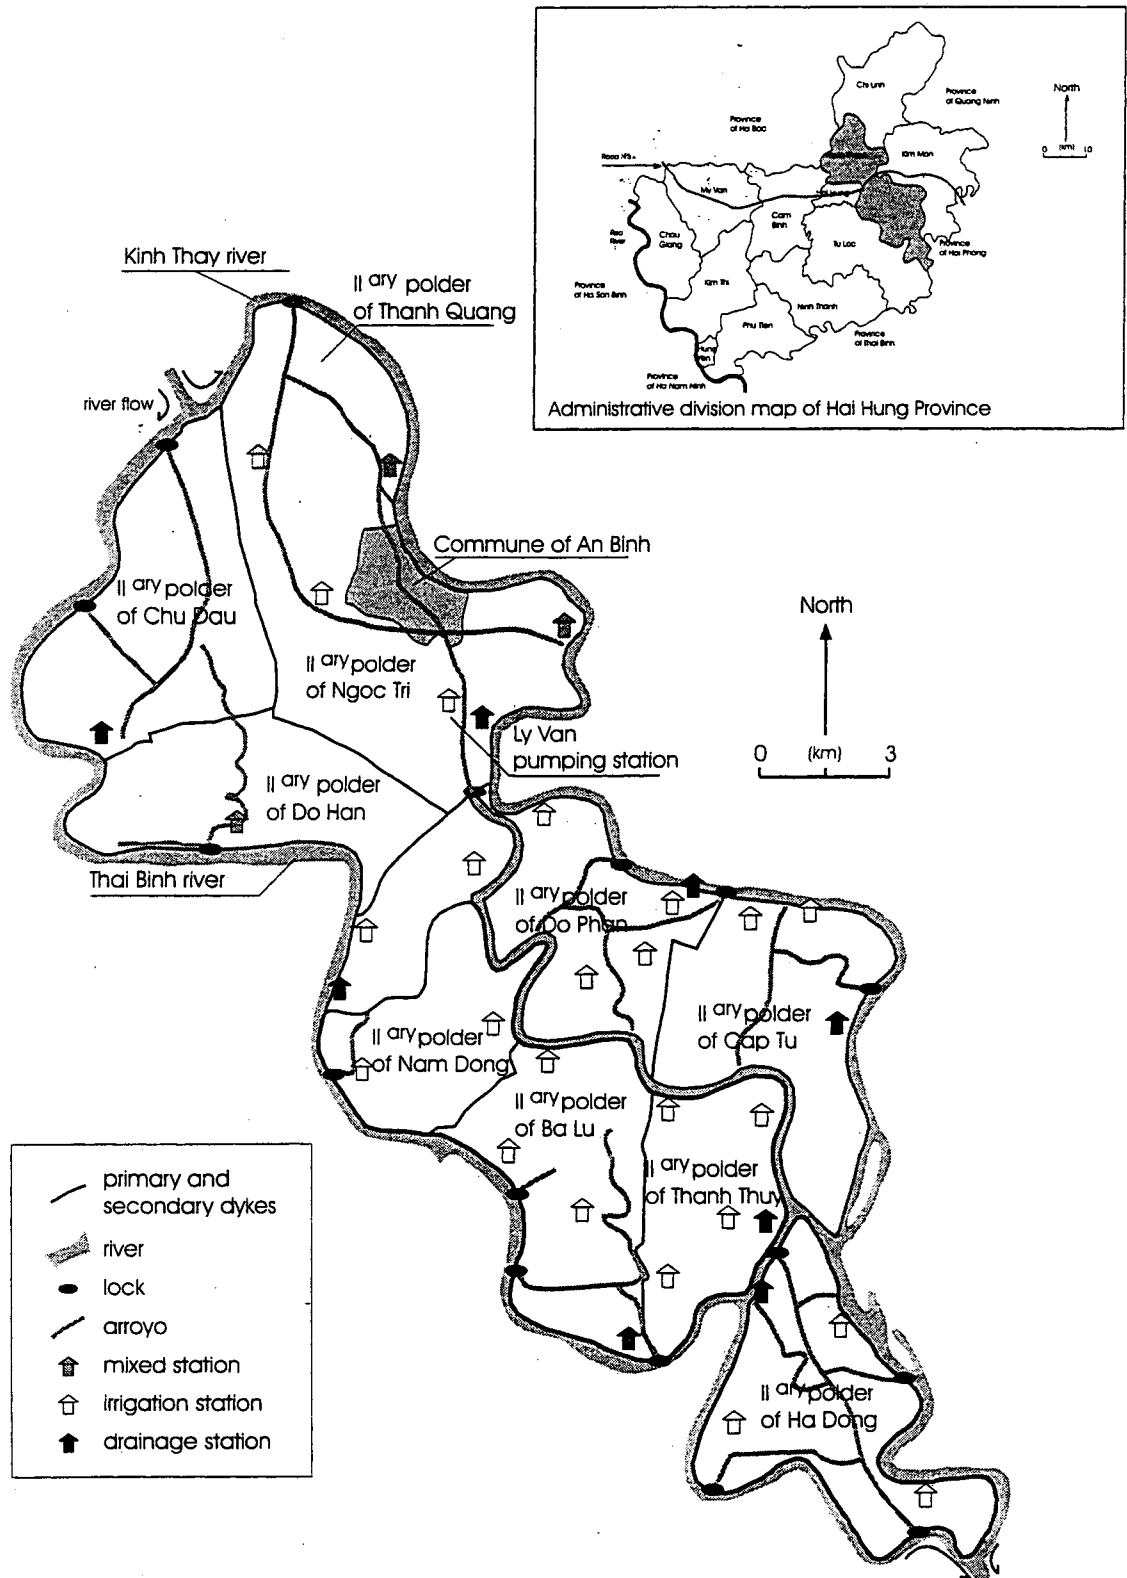 Chi Linh
North
Province
of Quang Ninh
Province
of Ha Bac
Kim Mon
0 (km) 10
My Van
Cam
Binh
Chau
Giang
Red
River
Tu Loc
Province
of Hai Phong
Kim Thi
Province
of Ha Son Binh
Ninh Thanh
Phu Tien
Province
of Thai Binh
Hung
Yen
Province
of Ha Nam Ninh
Administrative division map of Hai Hung Province
Kinh Thay river
II ary polder
of Thanh Quang
river flow
Commune of An Binh
II ary polder
of Chu Dau
North
II ary polder
of Ngoc Tri
Ly Van
pumping station
0 (km) 3
II ary polder
of Do Han
Thai Binh river
II ary polder
of Do Phan
II ary polder
of Cap Tu
II ary polder
of Nam Dong
II ary polder
of Ba Lu
II ary polder
of Thanh Thuy
II ary polder
of Ha Dong
primary and
secondary dykes
river
lock
arroyo
mixed station
irrigation station
drainage station